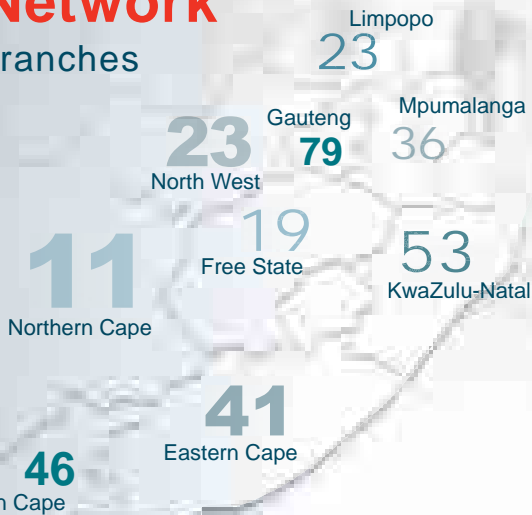 Network
ranches
Limpopo
23
Gauteng
79
Mpumalanga
36
23
North West
19
Free State
53
KwaZulu-Natal
11
Northern Cape
41
Eastern Cape
46
n Cape